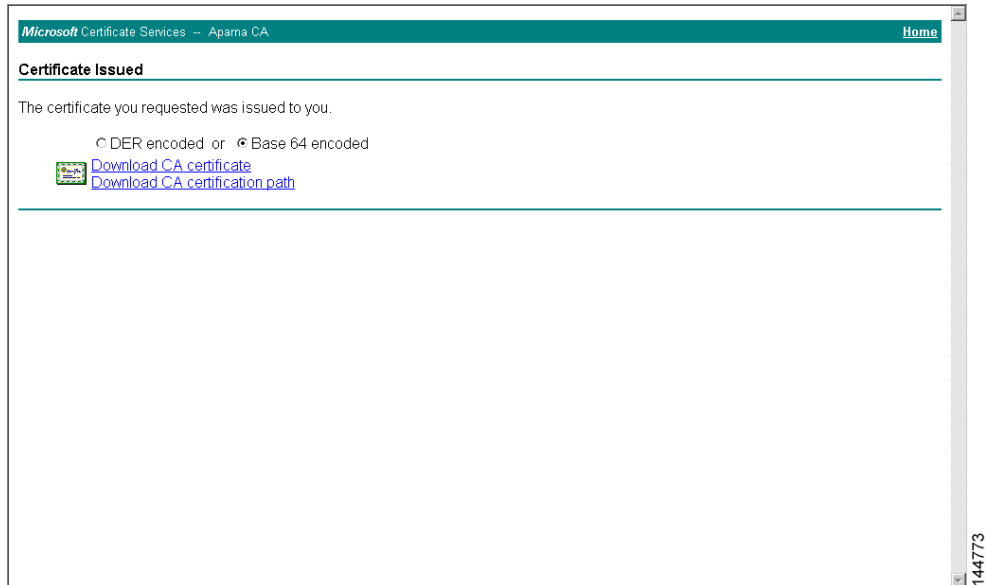 Microsoft Certificate Services -- Aparna CA Home
Certificate Issued
The certificate you requested was issued to you.
DER encoded or Base 64 encoded
Download CA certificate
Download CA certification path
144773